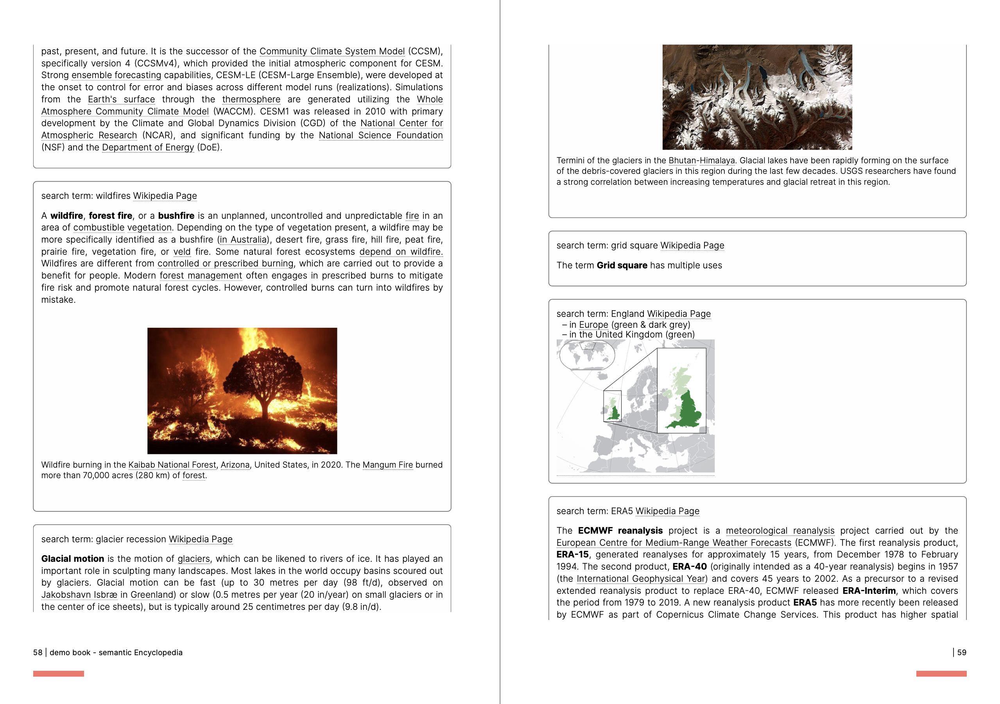 past, present, and future. It is the successor of the Community Climate System Model (CCSM),
specifically version 4 (CCSMv4), which provided the initial atmospheric component for CESM.
Strong ensemble forecasting capabilities, CESM-LE (CESM-Large Ensemble), were developed at
the onset to control for error and biases across different model runs (realizations). Simulations
from the Earth's surface through the thermosphere are generated utilizing the Whole
Atmosphere Community Climate Model (WACCM). CESM1 was released in 2010 with primary
development by the Climate and Global Dynamics Division (CGD) of the National Center for
Atmospheric Research (NCAR), and significant funding by the National Science Foundation
(NSF) and the Department of Energy (DoE).
search term: wildfires Wikipedia Page
A wildfire, forest fire, or a bushfire is an unplanned, uncontrolled and unpredictable fire in an
area of combustible vegetation. Depending on the type of vegetation present, a wildfire may be
more specifically identified as a bushfire (in Australia), desert fire, grass fire, hill fire, peat fire,
prairie fire, vegetation fire, or veld fire. Some natural forest ecosystems depend on wildfire.
Wildfires are different from controlled or prescribed burning, which are carried out to provide a
benefit for people. Modern forest management often engages in prescribed burns to mitigate
fire risk and promote natural forest cycles. However, controlled burns can turn into wildfires by
mistake.
Wildfire burning in the Kaibab National Forest, Arizona, United States, in 2020. The Mangum Fire burned
more than 70,000 acres (280 km) of forest.
search term: glacier recession Wikipedia Page
Glacial motion is the motion of glaciers, which can be likened to rivers of ice. It has played an
important role in sculpting many landscapes. Most lakes in the world occupy basins scoured out
by glaciers. Glacial motion can be fast (up to 30 metres per day (98 ft/d), observed on
Jakobshavn Isbræ in Greenland) or slow (0.5 metres per year (20 in/year) on small glaciers or in
the center of ice sheets), but is typically around 25 centimetres per day (9.8 in/d).
58 | demo book - semantic Encyclopedia
Termini of the glaciers in the Bhutan-Himalaya. Glacial lakes have been rapidly forming on the surface
of the debris-covered glaciers in this region during the last few decades. USGS researchers have found
a strong correlation between increasing temperatures and glacial retreat in this region.
search term: grid square Wikipedia Page
The term Grid square has multiple uses
search term: England Wikipedia Page
– in Europe (green & dark grey)
– in the United Kingdom (green)
search term: ERA5 Wikipedia Page
The ECMWF reanalysis project is a meteorological reanalysis project carried out by the
European Centre for Medium-Range Weather Forecasts (ECMWF). The first reanalysis product,
ERA-15, generated reanalyses for approximately 15 years, from December 1978 to February
1994. The second product, ERA-40 (originally intended as a 40-year reanalysis) begins in 1957
(the International Geophysical Year) and covers 45 years to 2002. As a precursor to a revised
extended reanalysis product to replace ERA-40, ECMWF released ERA-Interim, which covers
the period from 1979 to 2019. A new reanalysis product ERA5 has more recently been released
by ECMWF as part of Copernicus Climate Change Services. This product has higher spatial
| 59